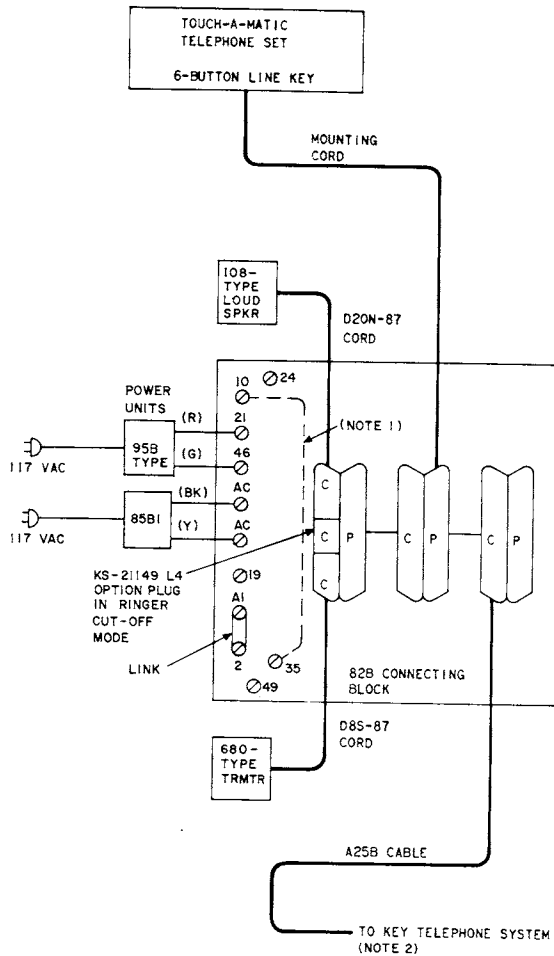 TOUCH-A-MATIC
TELEPHONE SET
6-BUTTON LINE KEY
MOUNTING
CORD
108-
TYPE
LOUD
SPKR
D20N-87
CORD
10
24
POWER
UNITS
21
(NOTE 1)
(R)
95B
TYPE
46
(G)
117 VAC
AC
(BK)
85B1
AC
(Y)
117 VAC
C
P
C
P
C
P
C
C
KS-21149 L4
OPTION PLUG
IN RINGER
CUT-OFF
MODE
19
A1
LINK
2
35
49
82B CONNECTING
BLOCK
D8S-87
CORD
680-
TYPE
TRMTR
A25B CABLE
TO KEY TELEPHONE SYSTEM
(NOTE 2)